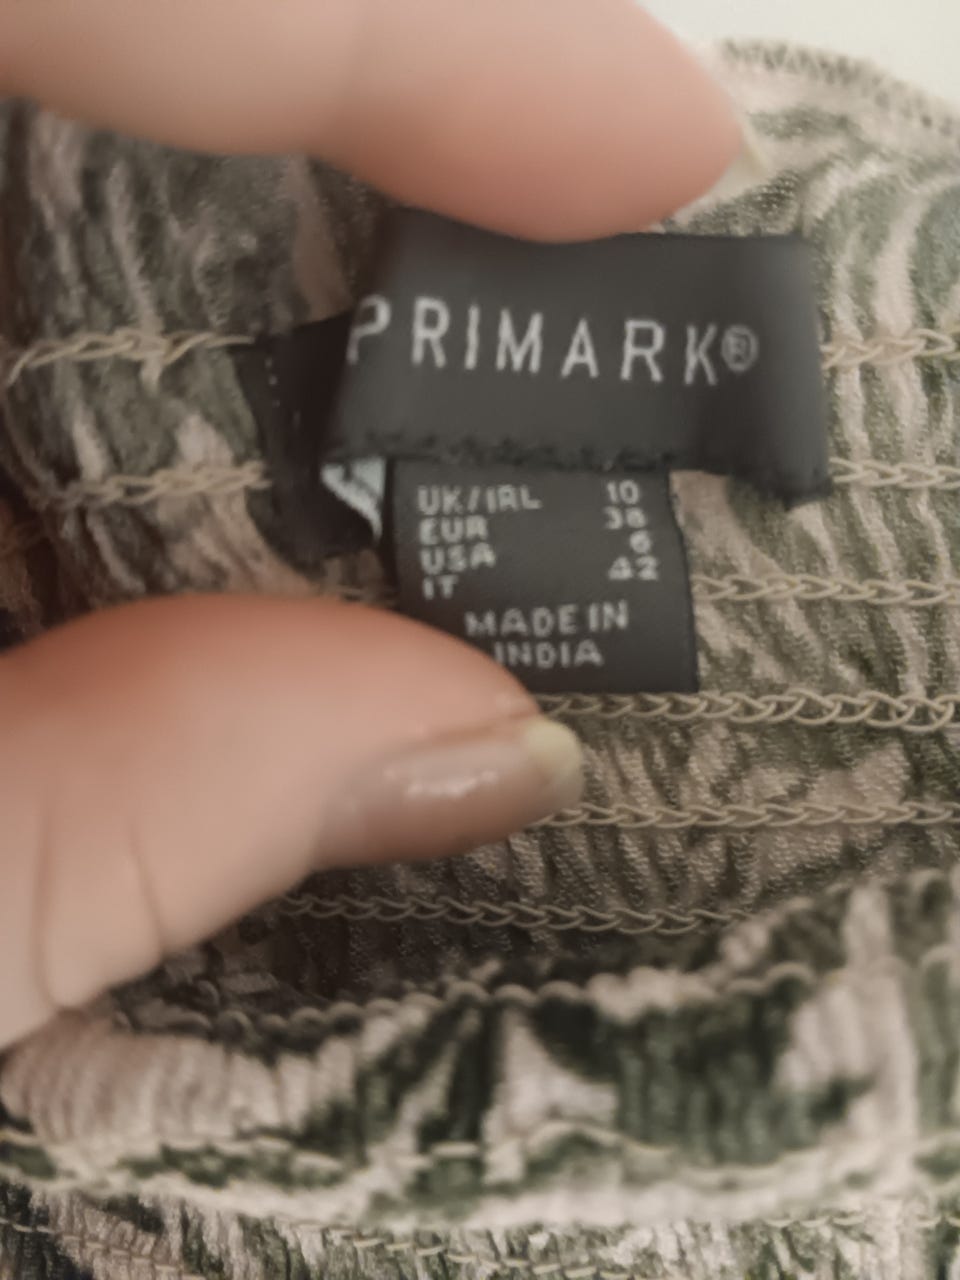 PRIMARK®
UK/IRL 10
EUR 38
USA 6
IT 42
MADE IN
INDIA